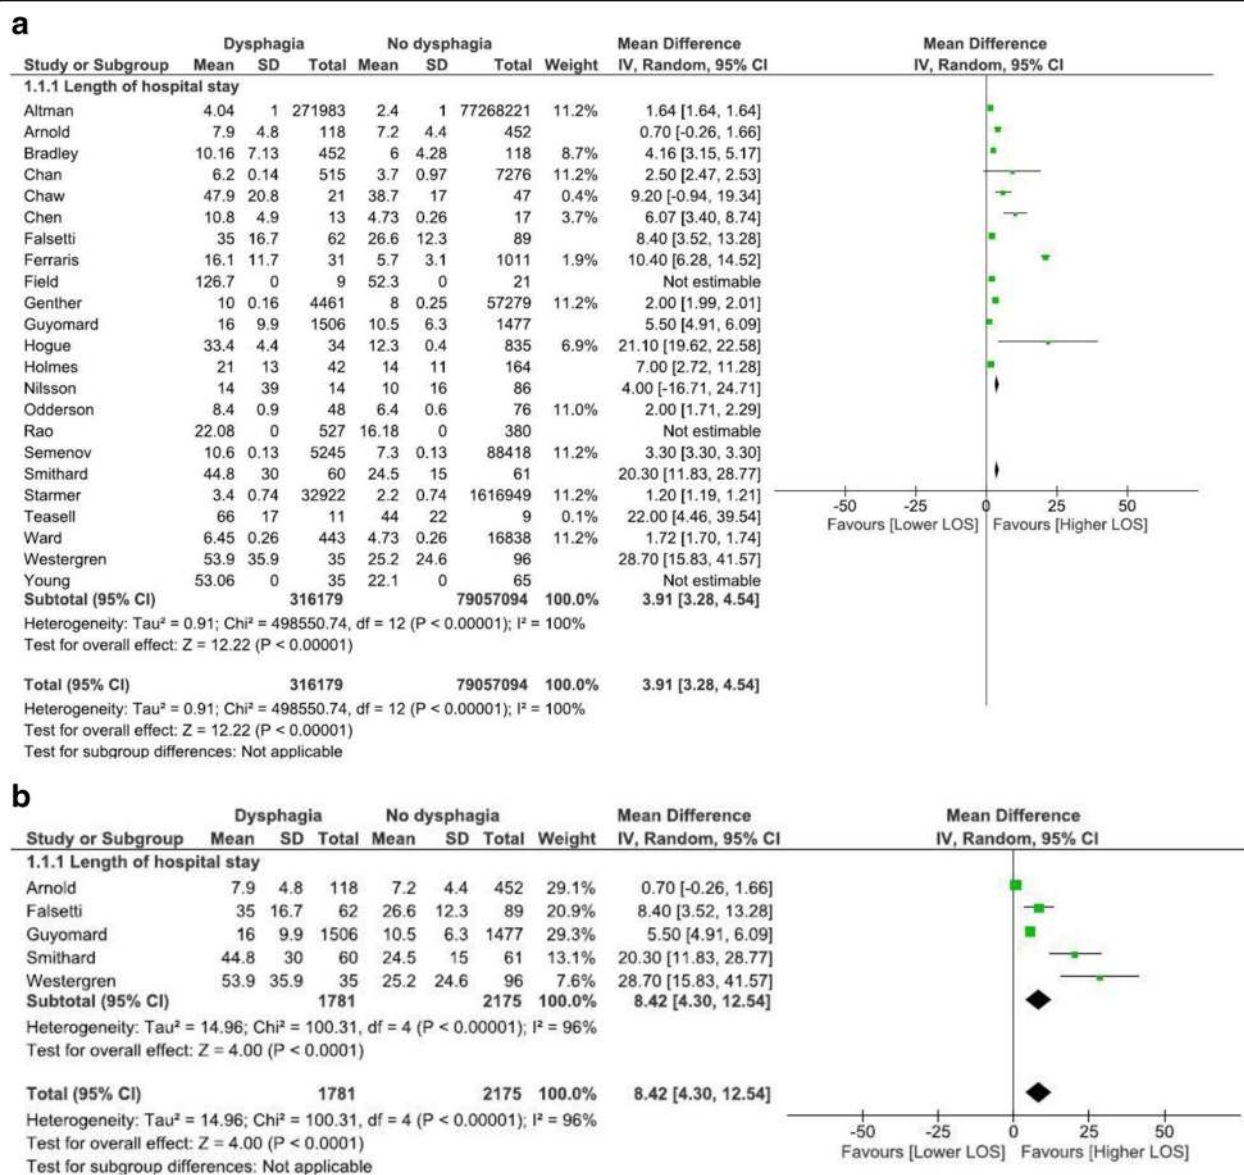 a
Dysphagia No dysphagia Mean Difference Mean Difference
Study or Subgroup Mean SD Total Mean SD Total Weight IV, Random, 95% CI IV, Random, 95% CI
1.1.1 Length of hospital stay
Altman 4.04 1 271983 2.4 1 77268221 11.2% 1.64 [1.64, 1.64]
Arnold 7.9 4.8 118 7.2 4.4 452 0.70 [-0.26, 1.66]
Bradley 10.16 7.13 452 6 4.28 118 8.7% 4.16 [3.15, 5.17]
Chan 6.2 0.14 515 3.7 0.97 7276 11.2% 2.50 [2.47, 2.53]
Chaw 47.9 20.8 21 38.7 17 47 0.4% 9.20 [-0.94, 19.34]
Chen 10.8 4.9 13 4.73 0.26 17 3.7% 6.07 [3.40, 8.74]
Falsetti 35 16.7 62 26.6 12.3 89 8.40 [3.52, 13.28]
Ferraris 16.1 11.7 31 5.7 3.1 1011 1.9% 10.40 [6.28, 14.52]
Field 126.7 0 9 52.3 0 21 Not estimable
Genther 10 0.16 4461 8 0.25 57279 11.2% 2.00 [1.99, 2.01]
Guyomard 16 9.9 1506 10.5 6.3 1477 5.50 [4.91, 6.09]
Hogue 33.4 4.4 34 12.3 0.4 835 6.9% 21.10 [19.62, 22.58]
Holmes 21 13 42 14 11 164 7.00 [2.72, 11.28]
Nilsson 14 39 14 10 16 86 4.00 [-16.71, 24.71]
Odderson 8.4 0.9 48 6.4 0.6 76 11.0% 2.00 [1.71, 2.29]
Rao 22.08 0 527 16.18 0 380 Not estimable
Semenov 10.6 0.13 5245 7.3 0.13 88418 11.2% 3.30 [3.30, 3.30]
Smithard 44.8 30 60 24.5 15 61 20.30 [11.83, 28.77]
Starmer 3.4 0.74 32922 2.2 0.74 1616949 11.2% 1.20 [1.19, 1.21]
Teasell 66 17 11 44 22 9 0.1% 22.00 [4.46, 39.54]
Ward 6.45 0.26 443 4.73 0.26 16838 11.2% 1.72 [1.70, 1.74]
Westergren 53.9 35.9 35 25.2 24.6 96 28.70 [15.83, 41.57]
Young 53.06 0 35 22.1 0 65 Not estimable
Subtotal (95% CI) 316179 79057094 100.0% 3.91 [3.28, 4.54]
Heterogeneity: Tau² = 0.91; Chi² = 498550.74, df = 12 (P < 0.00001); I² = 100%
Test for overall effect: Z = 12.22 (P < 0.00001)
Total (95% CI) 316179 79057094 100.0% 3.91 [3.28, 4.54]
Heterogeneity: Tau² = 0.91; Chi² = 498550.74, df = 12 (P < 0.00001); I² = 100%
Test for overall effect: Z = 12.22 (P < 0.00001)
Test for subgroup differences: Not applicable
-50 -25 0 25 50
Favours [Lower LOS] Favours [Higher LOS]
b
Dysphagia No dysphagia Mean Difference Mean Difference
Study or Subgroup Mean SD Total Mean SD Total Weight IV, Random, 95% CI IV, Random, 95% CI
1.1.1 Length of hospital stay
Arnold 7.9 4.8 118 7.2 4.4 452 29.1% 0.70 [-0.26, 1.66]
Falsetti 35 16.7 62 26.6 12.3 89 20.9% 8.40 [3.52, 13.28]
Guyomard 16 9.9 1506 10.5 6.3 1477 29.3% 5.50 [4.91, 6.09]
Smithard 44.8 30 60 24.5 15 61 13.1% 20.30 [11.83, 28.77]
Westergren 53.9 35.9 35 25.2 24.6 96 7.6% 28.70 [15.83, 41.57]
Subtotal (95% CI) 1781 2175 100.0% 8.42 [4.30, 12.54]
Heterogeneity: Tau² = 14.96; Chi² = 100.31, df = 4 (P < 0.00001); I² = 96%
Test for overall effect: Z = 4.00 (P < 0.0001)
Total (95% CI) 1781 2175 100.0% 8.42 [4.30, 12.54]
Heterogeneity: Tau² = 14.96; Chi² = 100.31, df = 4 (P < 0.00001); I² = 96%
Test for overall effect: Z = 4.00 (P < 0.0001)
Test for subgroup differences: Not applicable
-50 -25 0 25 50
Favours [Lower LOS] Favours [Higher LOS]